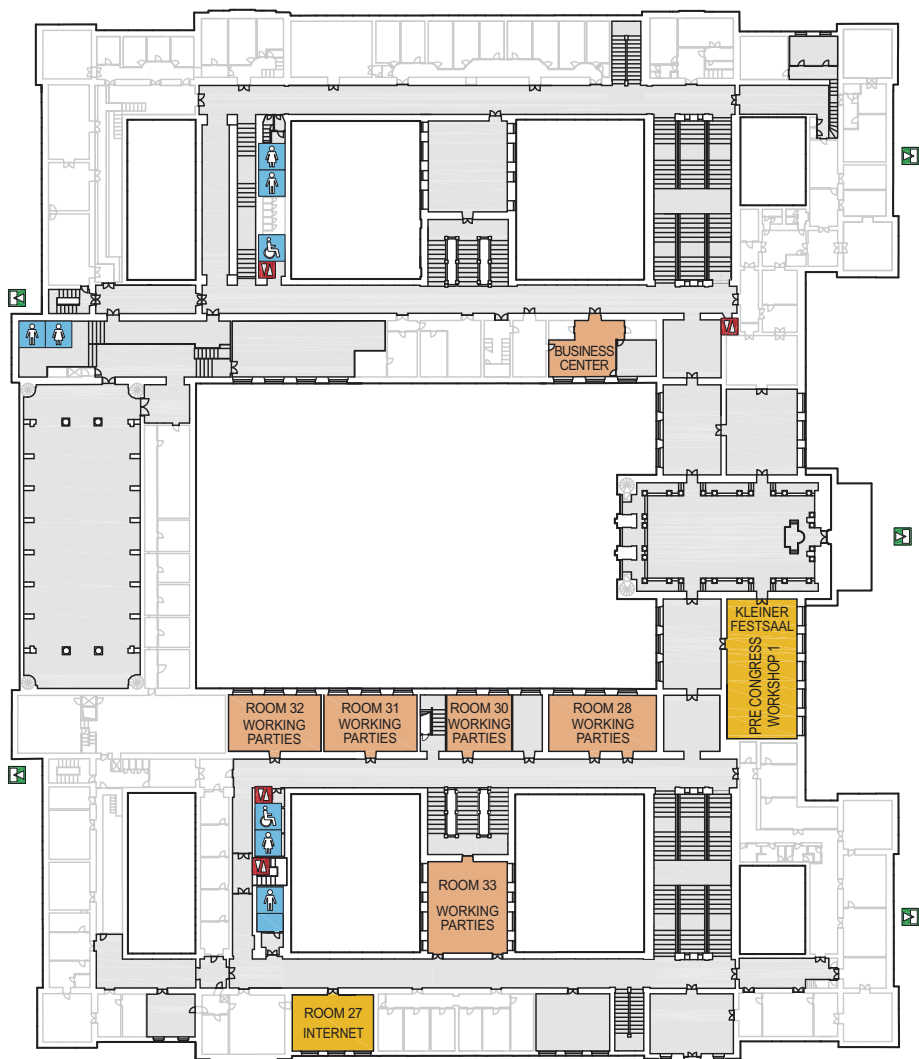 BUSINESS
CENTER
KLEINER
FESTSAAL
PRE CONGRESS
WORKSHOP 1
ROOM 32
WORKING
PARTIES
ROOM 31
WORKING
PARTIES
ROOM 30
WORKING
PARTIES
ROOM 28
WORKING
PARTIES
ROOM 33
WORKING
PARTIES
ROOM 27
INTERNET